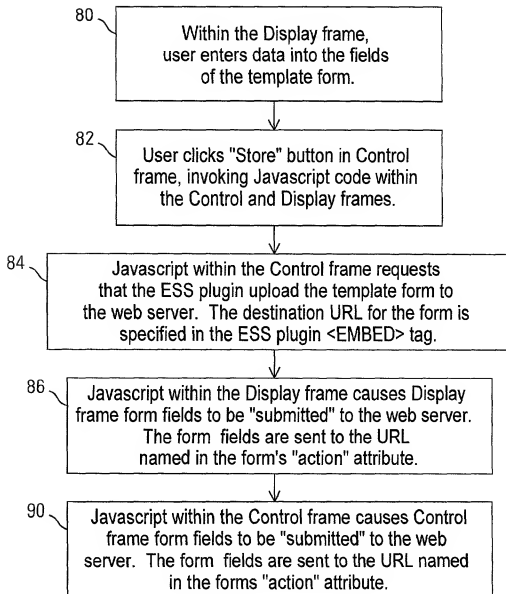 80
Within the Display frame,
user enters data into the fields
of the template form.
82
User clicks "Store" button in Control
frame, invoking Javascript code within
the Control and Display frames.
84
Javascript within the Control frame requests
that the ESS plugin upload the template form to
the web server. The destination URL for the form is
specified in the ESS plugin <EMBED> tag.
86
Javascript within the Display frame causes Display
frame form fields to be "submitted" to the web server.
The form fields are sent to the URL
named in the form's "action" attribute.
90
Javascript within the Control frame causes Control
frame form fields to be "submitted" to the web
server. The form fields are sent to the URL named
in the forms "action" attribute.